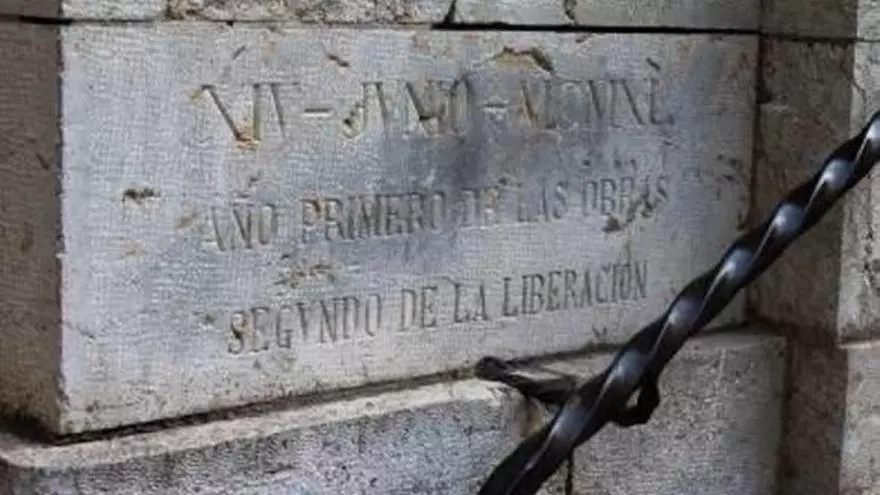 XIV - JVNIO - MCMXL
AÑO PRIMERO DE LAS OBRAS
SEGVNDO DE LA LIBERACIÓN